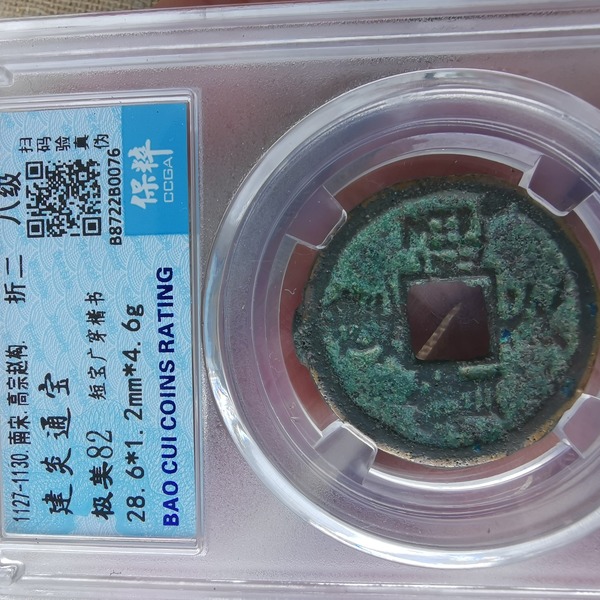 1127-1130.南宋.高宗赵构. 折二 八级
建炎通宝
极美82 短宝广穿楷书
28.6*1.2mm*4.6g
BAO CUI COINS RATING
扫码验真伪
B8722B0076
保粹
CCGA